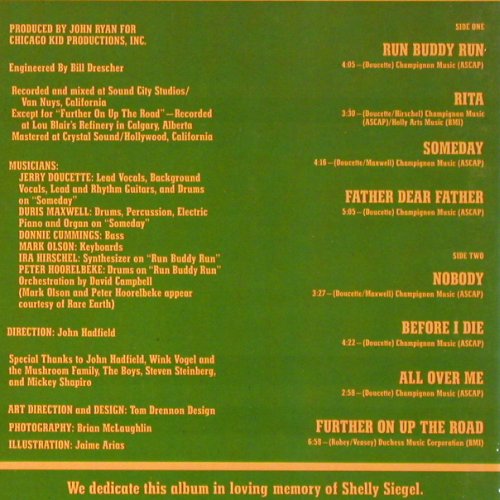 PRODUCED BY JOHN RYAN FOR
CHICAGO KID PRODUCTIONS, INC.
Engineered By Bill Drescher
Recorded and mixed at Sound City Studios/
Van Nuys, California
Except for "Further On Up The Road"—Recorded
at Lou Blair's Refinery in Calgary, Alberta
Mastered at Crystal Sound/Hollywood, California
MUSICIANS:
JERRY DOUCETTE: Lead Vocals, Background
Vocals, Lead and Rhythm Guitars, and Drums
on "Someday"
DURIS MAXWELL: Drums, Percussion, Electric
Piano and Organ on "Someday"
DONNIE CUMMINGS: Bass
MARK OLSON: Keyboards
IRA HIRSCHEL: Synthesizer on "Run Buddy Run"
PETER HOORELBEKE: Drums on "Run Buddy Run"
Orchestration by David Campbell
(Mark Olson and Peter Hoorelbeke appear
courtesy of Rare Earth)
DIRECTION: John Hadfield
Special Thanks to John Hadfield, Wink Vogel and
the Mushroom Family, The Boys, Steven Steinberg,
and Mickey Shapiro
ART DIRECTION and DESIGN: Tom Drennon Design
PHOTOGRAPHY: Brian McLaughlin
ILLUSTRATION: Jaime Arias
SIDE ONE
RUN BUDDY RUN
4:05—(Doucette) Champignon Music (ASCAP)
RITA
3:30—(Doucette/Hirschel) Champignon Music
(ASCAP)/Holly Arts Music (BMI)
SOMEDAY
4:16—(Doucette/Maxwell) Champignon Music (ASCAP)
FATHER DEAR FATHER
5:05—(Doucette) Champignon Music (ASCAP)
SIDE TWO
NOBODY
3:27—(Doucette/Maxwell) Champignon Music (ASCAP)
BEFORE I DIE
4:22—(Doucette) Champignon Music (ASCAP)
ALL OVER ME
2:58—(Doucette) Champignon Music (ASCAP)
FURTHER ON UP THE ROAD
6:58—(Robey/Veasey) Duchess Music Corporation (BMI)
We dedicate this album in loving memory of Shelly Siegel.